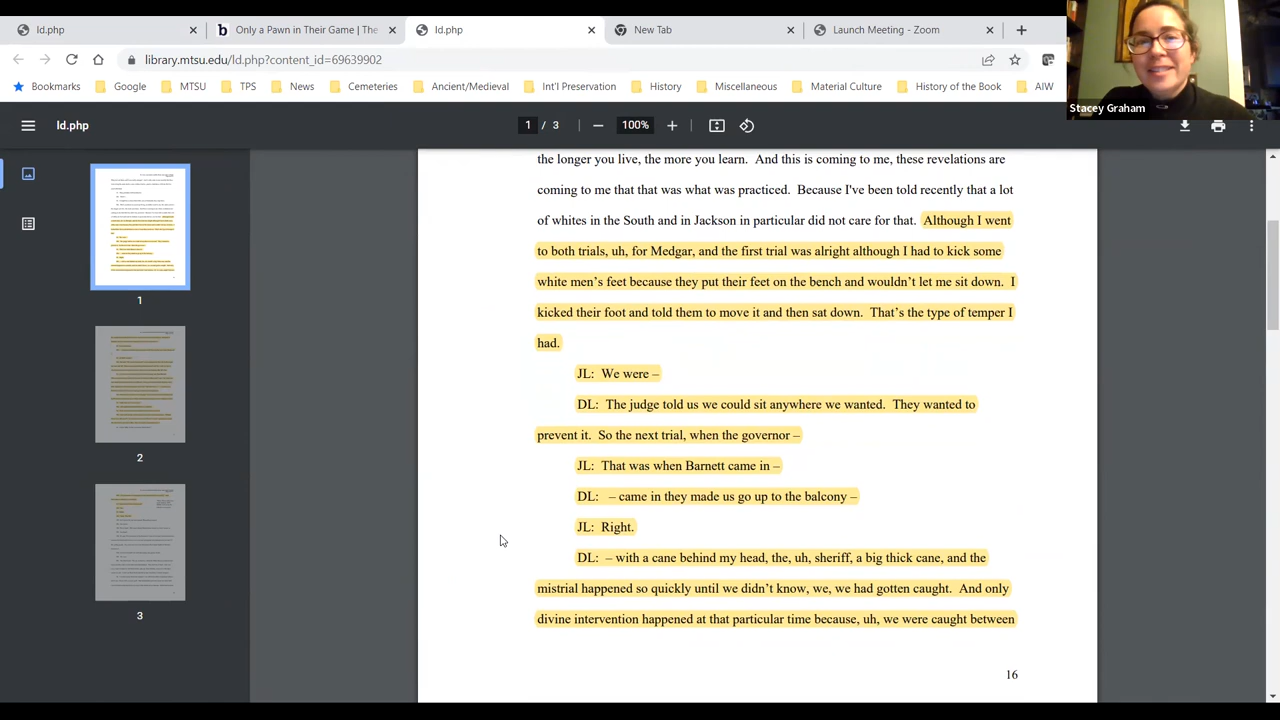 ld.php
Only a Pawn in Their Game | The
ld.php
New Tab
Launch Meeting - Zoom
library.mtsu.edu/ld.php?content_id=69639902
Bookmarks
Google
MTSU
TPS
News
Cemeteries
Ancient/Medieval
Int'l Preservation
History
Miscellaneous
Material Culture
History of the Book
AIW
Stacey Graham
ld.php
1 / 3
100%
1
2
3
the longer you live, the more you learn. And this is coming to me, these revelations are
coming to me that that was what was practiced. Because I've been told recently that a lot
of whites in the South and in Jackson in particular did not care for that. Although I went
to both trials, uh, for Medgar, and the first trial was alright although I had to kick some
white men's feet because they put their feet on the bench and wouldn't let me sit down. I
kicked their foot and told them to move it and then sat down. That's the type of temper I
had.
JL: We were –
DL: The judge told us we could sit anywhere we wanted. They wanted to
prevent it. So the next trial, when the governor –
JL: That was when Barnett came in –
DL: came in they made us go up to the balcony –
JL: Right.
DL: – with a cane behind my head, the, uh, sheriff, a big thick cane, and the
mistrial happened so quickly until we didn't know, we, we had gotten caught. And only
divine intervention happened at that particular time because, uh, we were caught between
16